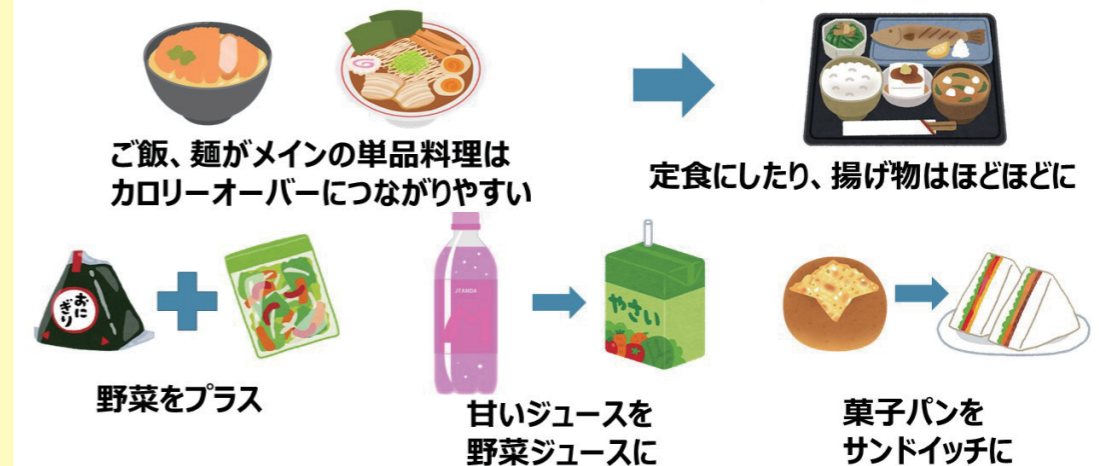 ご飯、麺がメインの単品料理は
カロリーオーバーにつながりやすい
定食にしたり、揚げ物はほどほどに
おにぎり
野菜をプラス
やさい
甘いジュースを
野菜ジュースに
菓子パンを
サンドイッチに